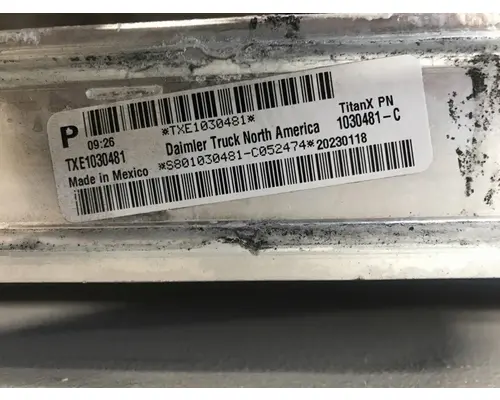 P
09:26
*TXE1030481*
TitanX PN
TXE1030481
Daimler Truck North America
1030481-C
Made in Mexico
*S801030481-C052474*20230118